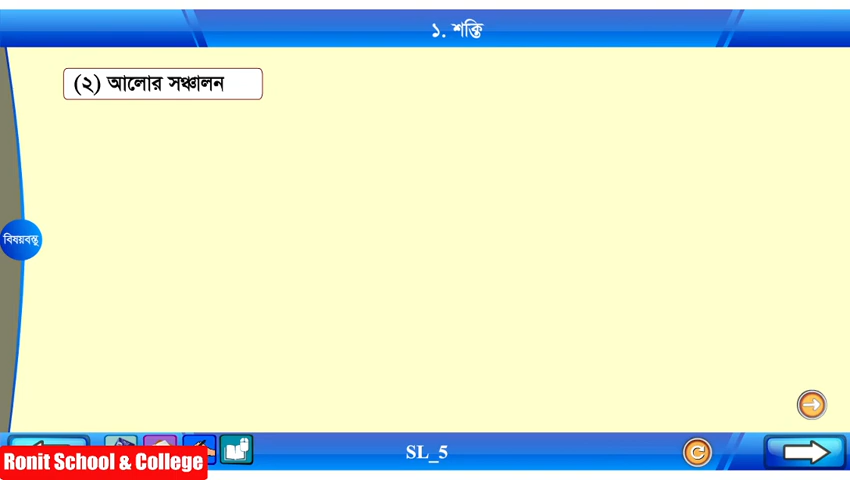 ১. শক্তি
(২) আলোর সঞ্চালন
বিষয়বস্তু
SL_5
Ronit School & College